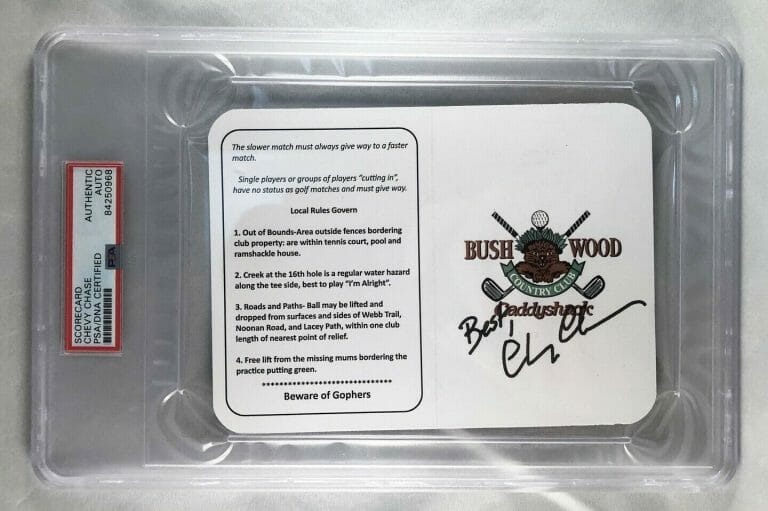 SCORECARD
CHEVY CHASE
PSA/DNA CERTIFIED
AUTHENTIC
AUTO
84250968
PSA
The slower match must always give way to a faster
match.
Single players or groups of players "cutting in",
have no status as golf matches and must give way.
Local Rules Govern
1. Out of Bounds-Area outside fences bordering
club property: are within tennis court, pool and
ramshackle house.
2. Creek at the 16th hole is a regular water hazard
along the tee side, best to play "I'm Alright".
3. Roads and Paths- Ball may be lifted and
dropped from surfaces and sides of Webb Trail,
Noonan Road, and Lacey Path, within one club
length of nearest point of relief.
4. Free lift from the missing mums bordering the
practice putting green.
*******************************
Beware of Gophers
BUSH WOOD
COUNTRY CLUB
Caddyshack
Best,